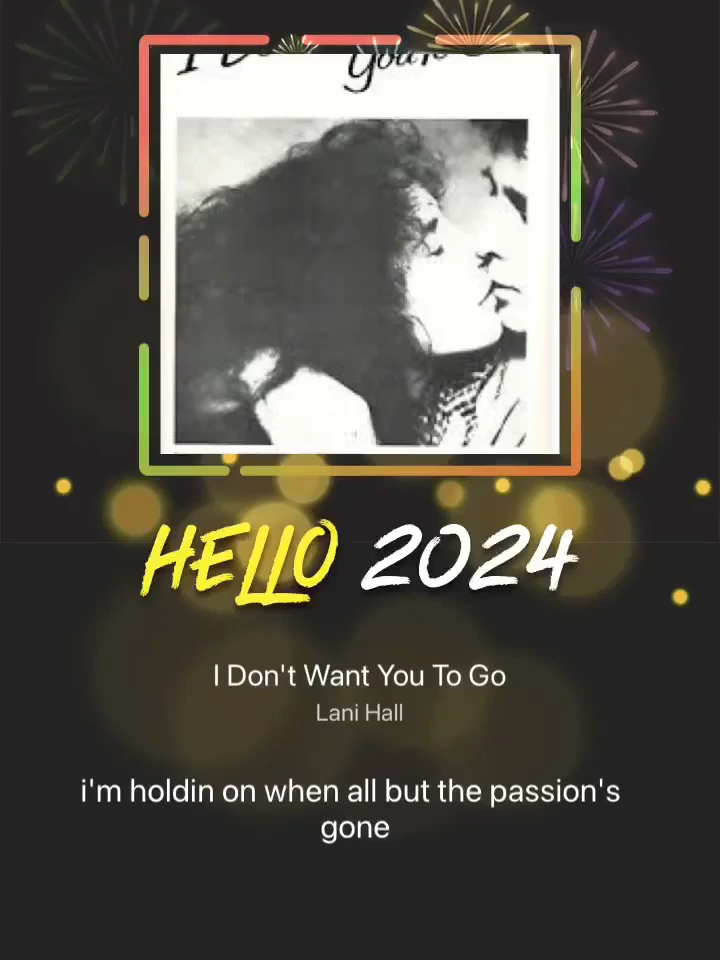 HELLO 2024
I Don't Want You To Go
Lani Hall
i'm holdin on when all but the passion's
gone